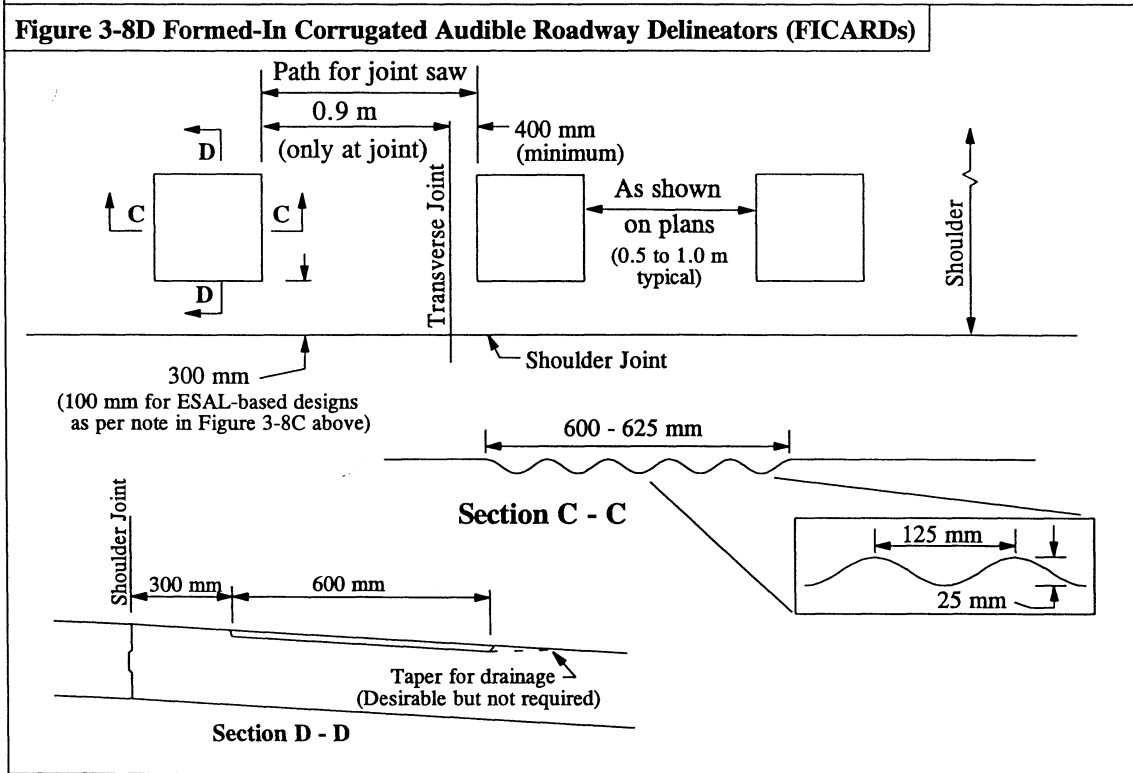 Figure 3-8D Formed-In Corrugated Audible Roadway Delineators (FICARDs)
Path for joint saw
0.9 m
(only at joint)
400 mm
(minimum)
D
C
C
D
As shown
on plans
(0.5 to 1.0 m
typical)
Transverse Joint
Shoulder
Shoulder Joint
300 mm
(100 mm for ESAL-based designs
as per note in Figure 3-8C above)
600 - 625 mm
Section C - C
125 mm
25 mm
Shoulder Joint
300 mm
600 mm
Taper for drainage
(Desirable but not required)
Section D - D